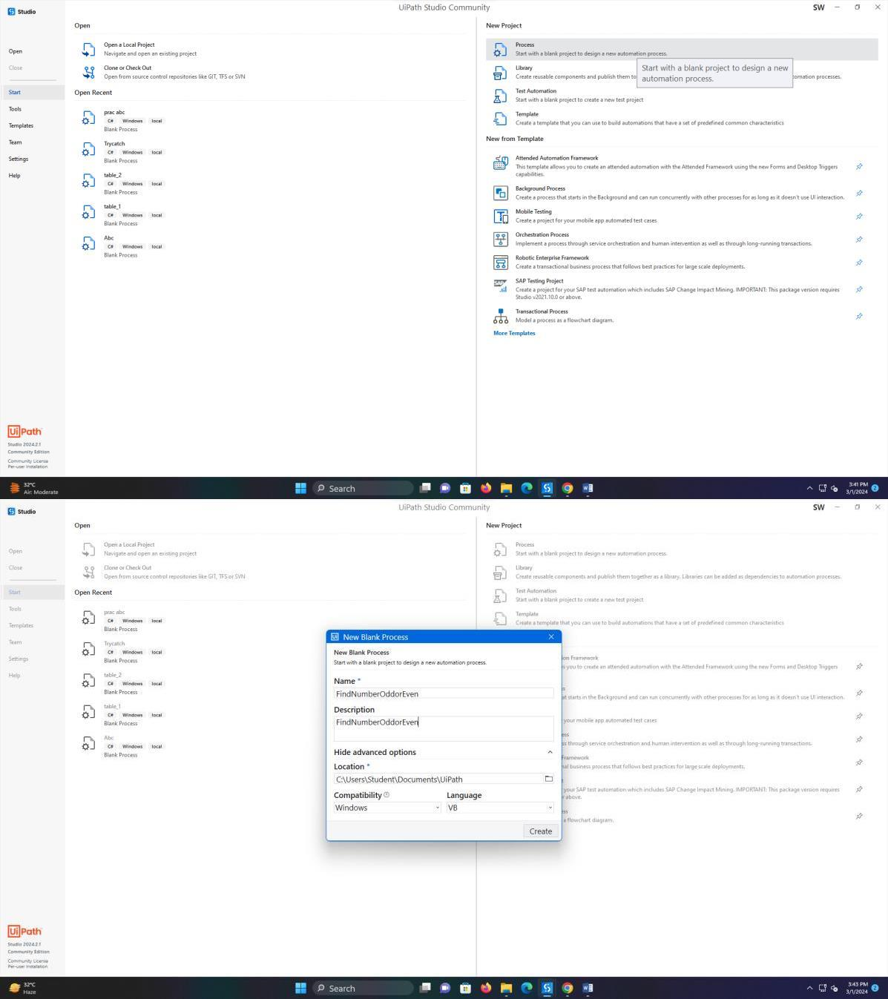 Studio
UiPath Studio Community
SW
Open
Close
Start
Tools
Templates
Team
Settings
Help
Open
Open a Local Project
Navigate and open an existing project
Clone or Check Out
Open from source control repositories like GIT, TFS or SVN
Open Recent
prac abc
C# Windows local
Blank Process
Trycatch
C# Windows local
Blank Process
table_2
C# Windows local
Blank Process
table_1
C# Windows local
Blank Process
Abc
C# Windows local
Blank Process
New Project
Process
Start with a blank project to design a new automation process.
Library
Create reusable components and publish them to
omation processes.
Start with a blank project to design a new
automation process.
Test Automation
Start with a blank project to create a new test project
Template
Create a template that you can use to build automations that have a set of predefined common characteristics
New from Template
Attended Automation Framework
This template allows you to create an attended automation with the Attended Framework using the new Forms and Desktop Triggers
capabilities.
Background Process
Create a process that starts in the Background and can run concurrently with other processes for as long as it doesn't use UI interaction.
Mobile Testing
Create a project for your mobile app automated test cases
Orchestration Process
Implement a process through service orchestration and human intervention as well as through long-running transactions.
Robotic Enterprise Framework
Create a transactional business process that follows best practices for large scale deployments.
SAP Testing Project
Create a project for your SAP test automation which includes SAP Change Impact Mining. IMPORTANT: This package version requires
Studio v2021.10.0 or above.
Transactional Process
Model a process as a flowchart diagram.
More Templates
UiPath
Studio 2024.2.1
Community Edition
Community License
Per-user Installation
32°C
Air: Moderate
Search
3:41 PM
3/1/2024
2
Studio
UiPath Studio Community
SW
Open
Close
Start
Tools
Templates
Team
Settings
Help
Open
Open a Local Project
Navigate and open an existing project
Clone or Check Out
Open from source control repositories like GIT, TFS or SVN
Open Recent
prac abc
C# Windows local
Blank Process
Trycatch
C# Windows local
Blank Process
table_2
C# Windows local
Blank Process
table_1
C# Windows local
Blank Process
Abc
C# Windows local
Blank Process
New Project
Process
Start with a blank project to design a new automation process.
Library
Create reusable components and publish them together as a library. Libraries can be added as dependencies to automation processes.
Test Automation
Start with a blank project to create a new test project
Template
Create a template that you can use to build automations that have a set of predefined common characteristics
ion Framework
s you to create an attended automation with the Attended Framework using the new Forms and Desktop Triggers
ss
at starts in the Background and can run concurrently with other processes for as long as it doesn't use UI interaction.
your mobile app automated test cases
ess
ss through service orchestration and human intervention as well as through long-running transactions.
Framework
nal business process that follows best practices for large scale deployments.
t
your SAP test automation which includes SAP Change Impact Mining. IMPORTANT: This package version requires
r above.
ess
a flowchart diagram.
New Blank Process
New Blank Process
Start with a blank project to design a new automation process.
Name *
FindNumberOddorEven
Description
FindNumberOddorEven
Hide advanced options
Location *
C:\Users\Student\Documents\UiPath
Compatibility Language
Windows VB
Create
UiPath
Studio 2024.2.1
Community Edition
Community License
Per-user Installation
32°C
Haze
Search
3:43 PM
3/1/2024
2